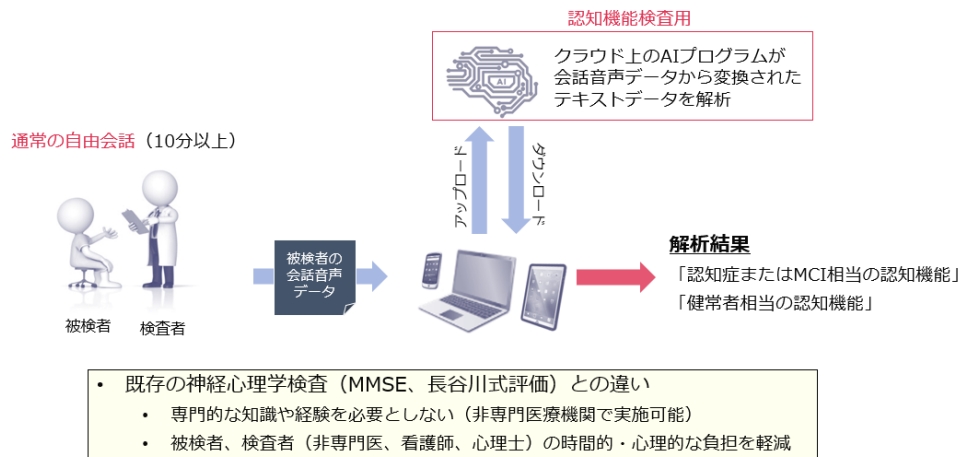 認知機能検査用
クラウド上のAIプログラムが
会話音声データから変換された
テキストデータを解析
AI
通常の自由会話（10分以上）
アップロード
ダウンロード
被検者の
会話音声
データ
被検者
検査者
解析結果
「認知症またはMCI相当の認知機能」
「健常者相当の認知機能」
• 既存の神経心理学検査（MMSE、長谷川式評価）との違い
• 専門的な知識や経験を必要としない（非専門医療機関で実施可能）
• 被検者、検査者（非専門医、看護師、心理士）の時間的・心理的な負担を軽減